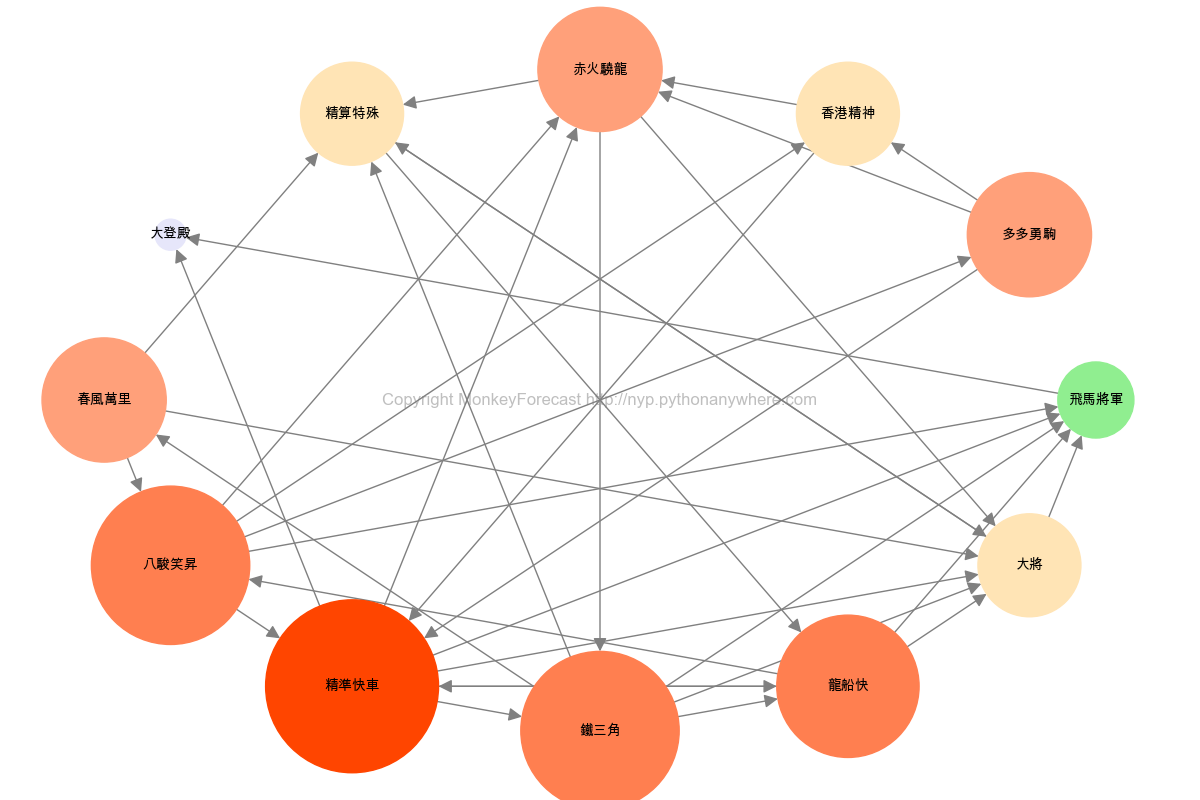 赤火驍龍
精算特殊
香港精神
大登殿
多多勇駒
春風萬里
Copyright MonkeyForecast http://nyp.pythonanywhere.com
飛馬將軍
八駿笑昇
大將
精準快車
鐵三角
龍船快